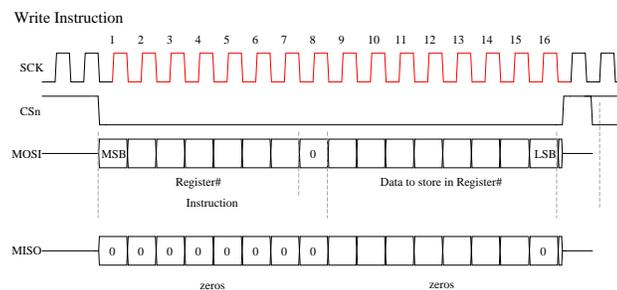 Write Instruction
1 2 3 4 5 6 7 8 9 10 11 12 13 14 15 16
SCK
CSn
MOSI MSB 0 LSB
Register# Data to store in Register#
Instruction
MISO 0 0 0 0 0 0 0 0 0
zeros zeros